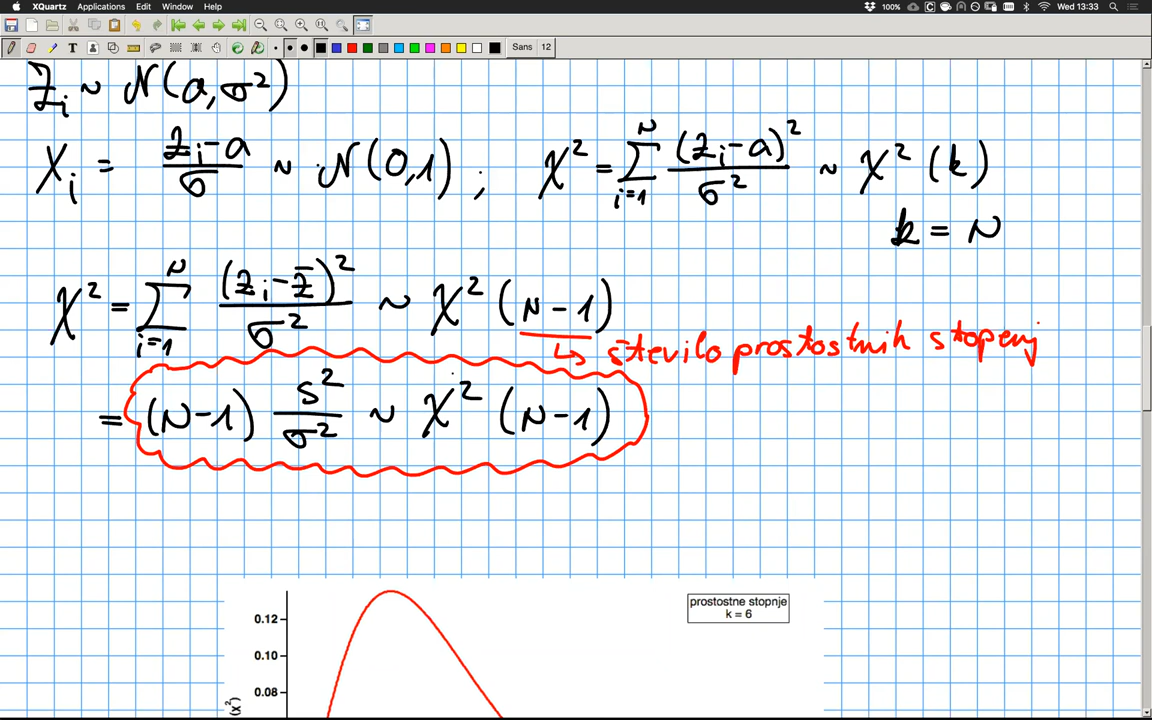 XQuartz Applications Edit Window Help 100% Wed 13:33
Sans 12
Z_i ~ N(a, σ²)
X_i = (Z_i - a)/σ ~ N(0,1) ; χ² = Σ_{i=1}^{N} (Z_i - a)²/σ² ~ χ²(k)
k = N
χ² = Σ_{i=1}^{N} (Z_i - Z̄)²/σ² ~ χ²(N-1)
↳ število prostostnih stopenj
= (N-1) s²/σ² ~ χ²(N-1)
prostostne stopnje
k = 6
0.12
0.10
0.08
(x²)